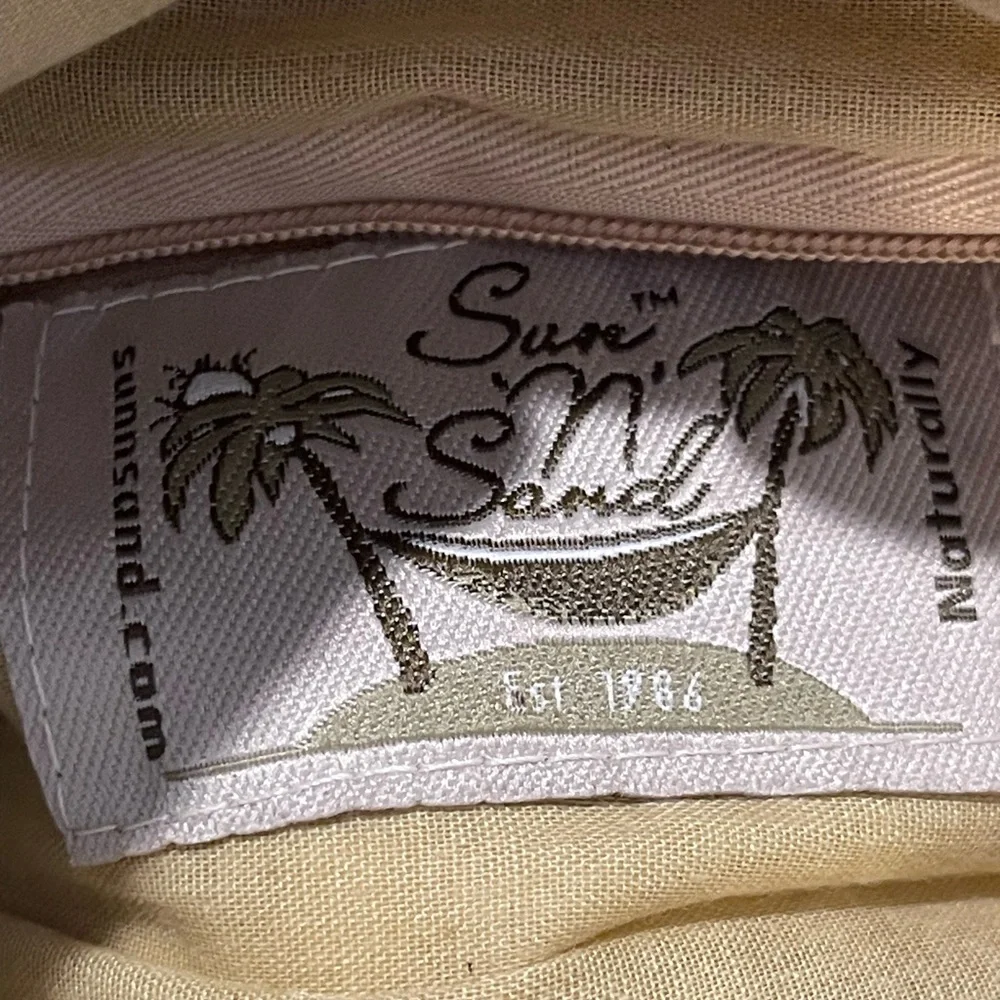 Sun™
'N'
Sand
Est 1986
sunnsand.com
Naturally